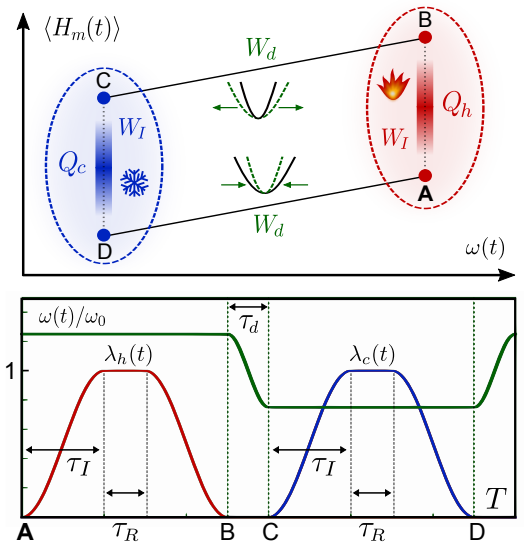 ⟨H_m(t)⟩
B
W_d
C
Q_h
W_I
W_I
Q_c
A
W_d
D
ω(t)
ω(t)/ω_0
τ_d
λ_h(t)
λ_c(t)
1
τ_I
τ_I
T
A
τ_R
B
C
τ_R
D